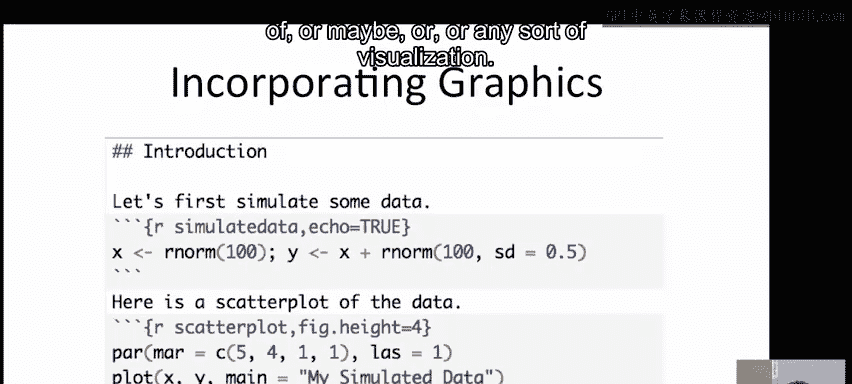 of, or maybe, or, or any sort of
visualization.
Incorporating Graphics
## Introduction
Let's first simulate some data.
```{r simulatedata,echo=TRUE}
x <- rnorm(100); y <- x + rnorm(100, sd = 0.5)
```
Here is a scatterplot of the data.
```{r scatterplot,fig.height=4}
par(mar = c(5, 4, 1, 1), las = 1)
plot(x, y, main = "My Simulated Data")